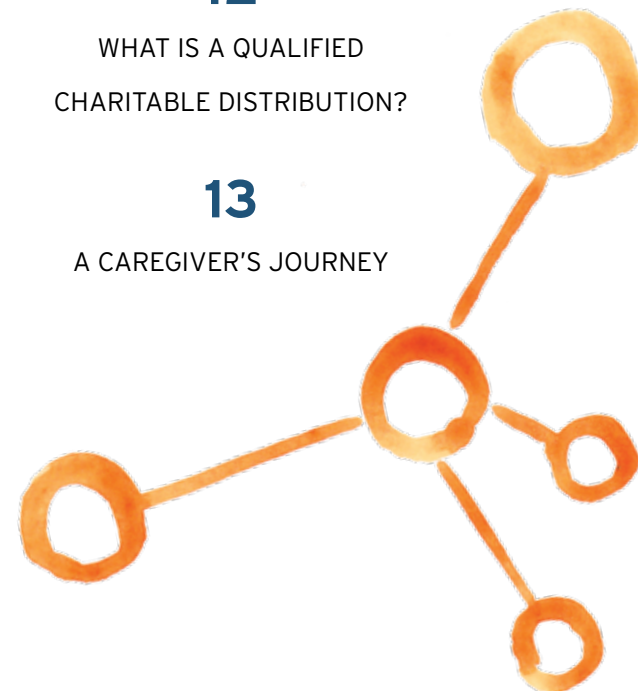 WHAT IS A QUALIFIED
CHARITABLE DISTRIBUTION?
13
A CAREGIVER'S JOURNEY